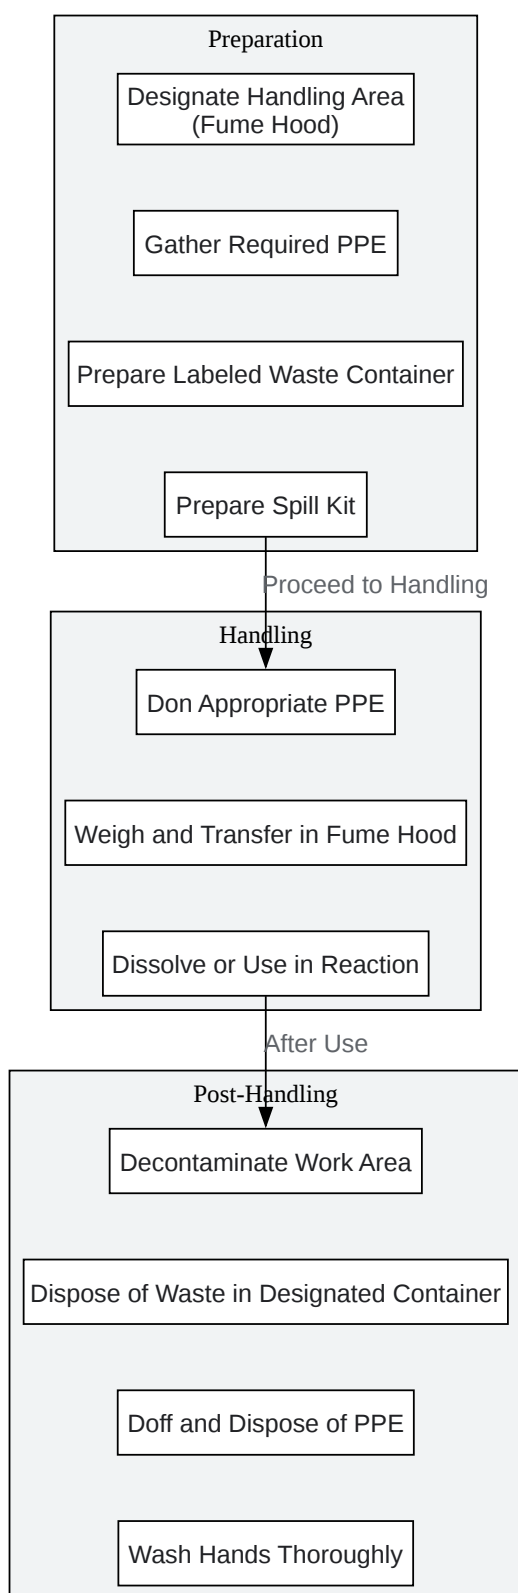 Preparation
Designate Handling Area
(Fume Hood)
Gather Required PPE
Prepare Labeled Waste Container
Prepare Spill Kit
Proceed to Handling
Handling
Don Appropriate PPE
Weigh and Transfer in Fume Hood
Dissolve or Use in Reaction
After Use
Post-Handling
Decontaminate Work Area
Dispose of Waste in Designated Container
Doff and Dispose of PPE
Wash Hands Thoroughly